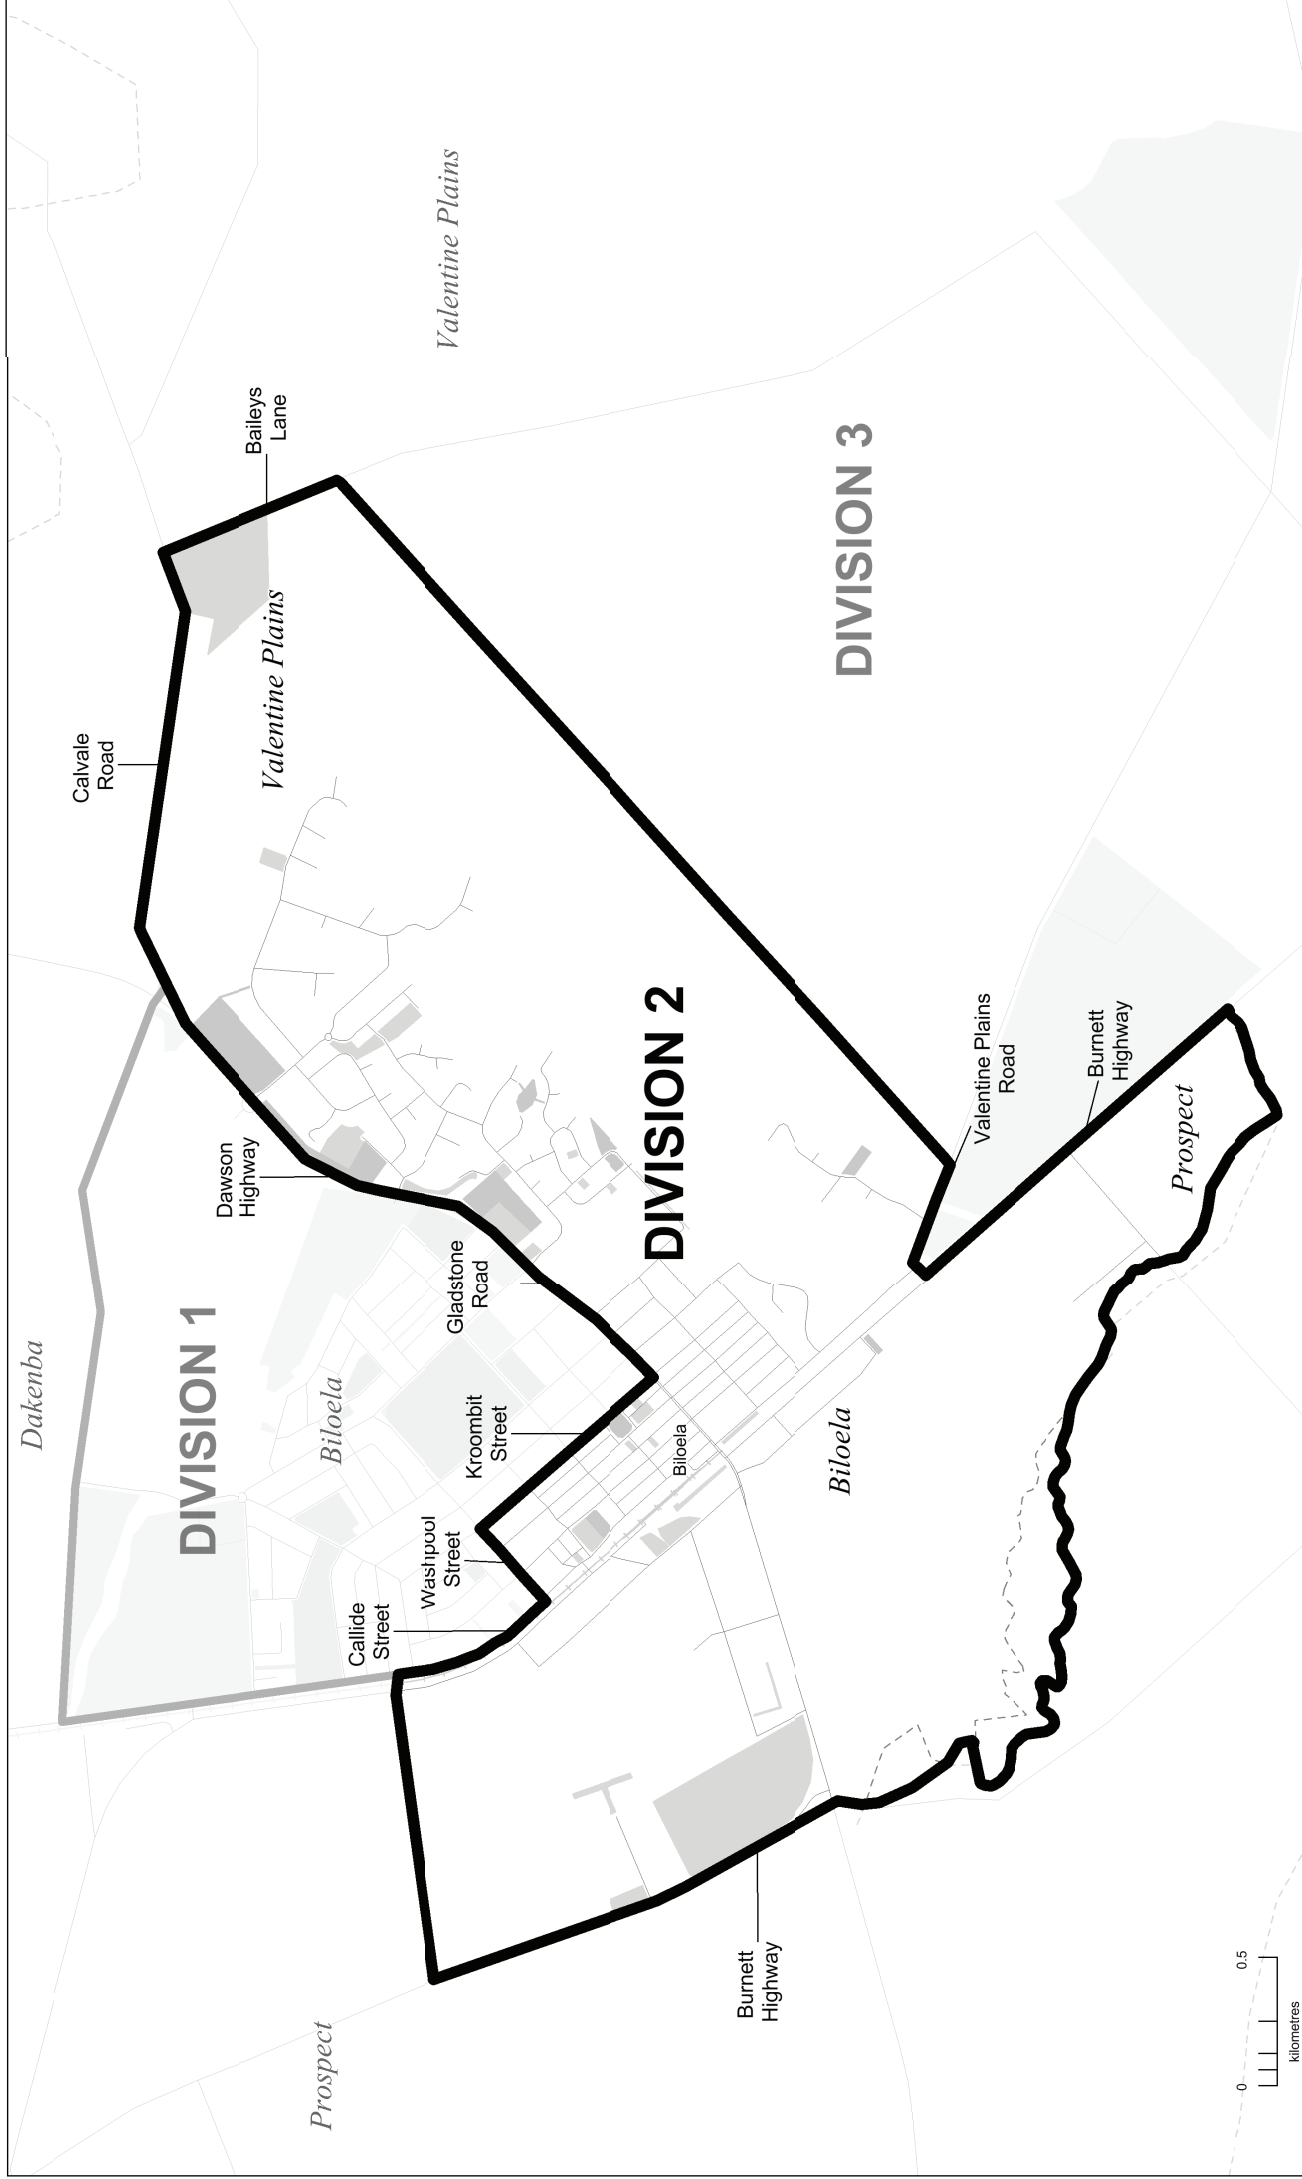 Dakenba
Calvale
Road
DIVISION 1
Dawson
Highway
Baileys
Lane
Valentine Plains
Prospect
Biloela
Callide
Street
Washpool
Street
Valentine Plains
Gladstone
Road
Kroombit
Street
DIVISION 2
Biloela
Burnett
Highway
Biloela
DIVISION 3
Valentine Plains
Road
Burnett
Highway
Prospect
0 0.5
kilometres